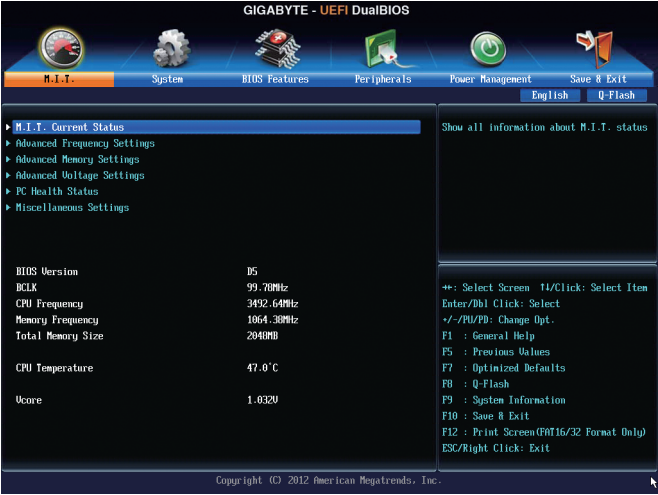 GIGABYTE - UEFI DualBIOS
M.I.T.
System
BIOS Features
Peripherals
Power Management
Save & Exit
English
Q-Flash
M.I.T. Current Status
Advanced Frequency Settings
Advanced Memory Settings
Advanced Voltage Settings
PC Health Status
Miscellaneous Settings
Show all information about M.I.T. status
BIOS Version D5
BCLK 99.78MHz
CPU Frequency 3492.64MHz
Memory Frequency 1064.38MHz
Total Memory Size 2048MB
CPU Temperature 47.0°C
Vcore 1.032V
→←: Select Screen ↑↓/Click: Select Item
Enter/Dbl Click: Select
+/-/PU/PD: Change Opt.
F1 : General Help
F5 : Previous Values
F7 : Optimized Defaults
F8 : Q-Flash
F9 : System Information
F10 : Save & Exit
F12 : Print Screen(FAT16/32 Format Only)
ESC/Right Click: Exit
Copyright (C) 2012 American Megatrends, Inc.